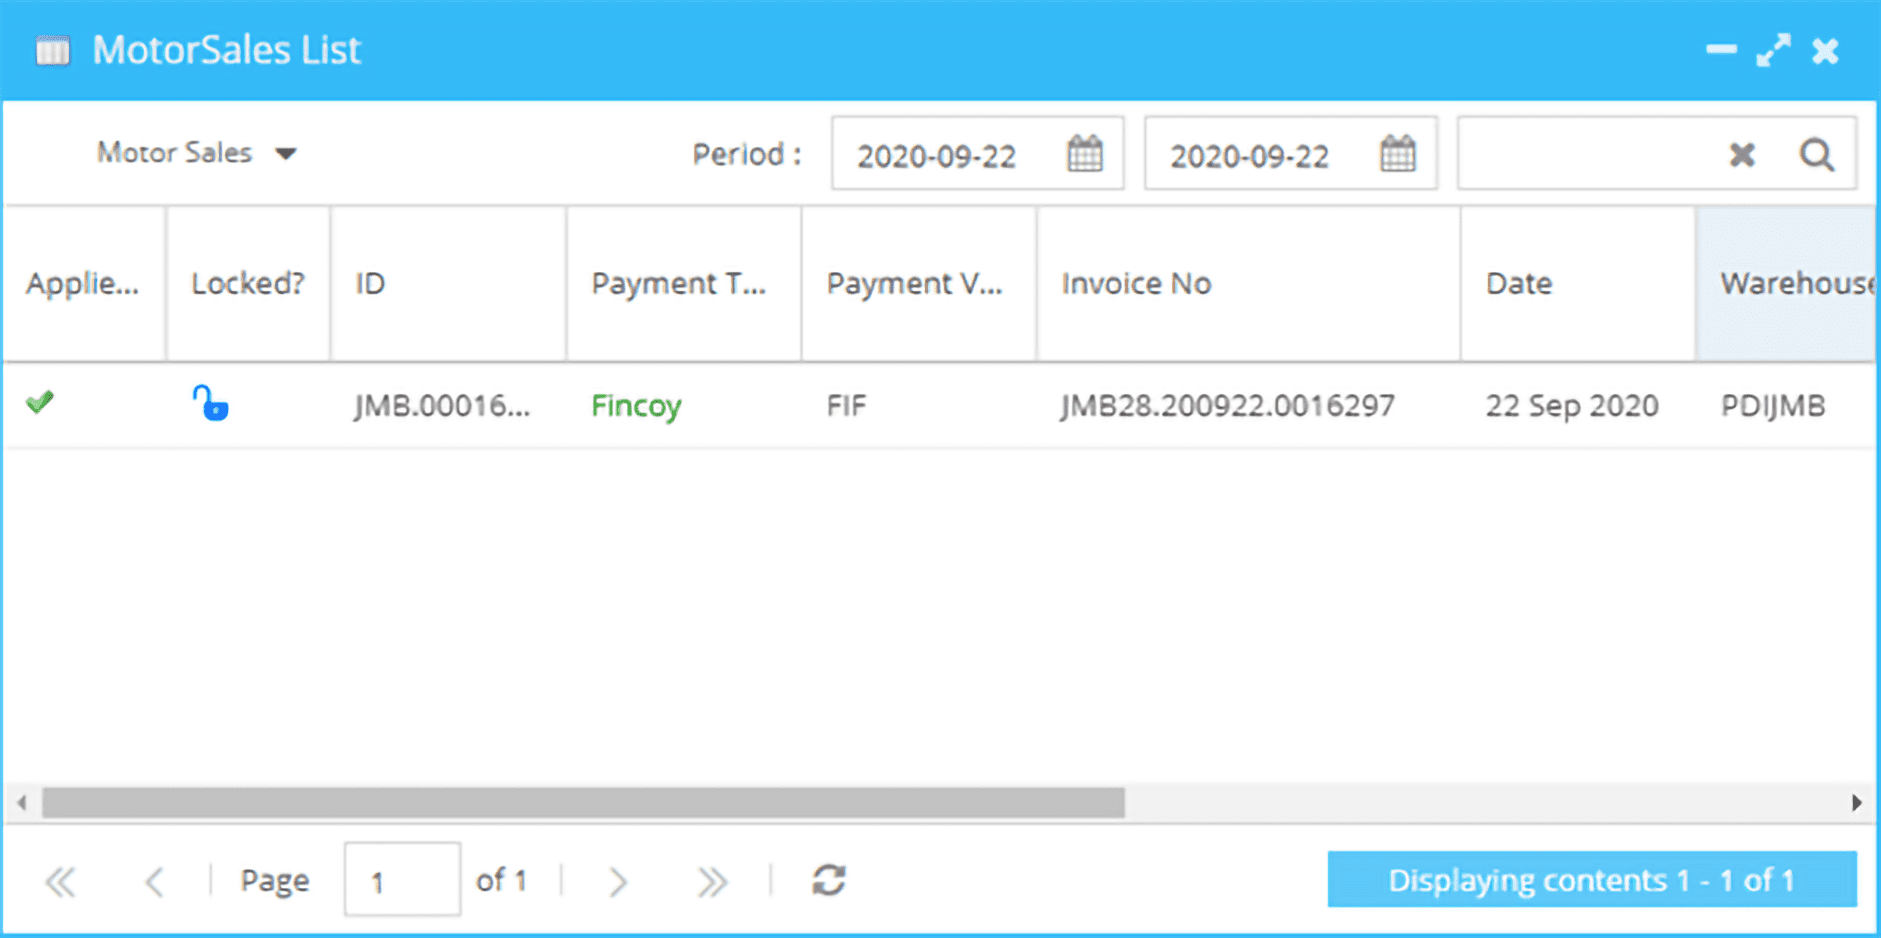 MotorSales List
Motor Sales
Period : 2020-09-22 2020-09-22
Applie... Locked? ID Payment T... Payment V... Invoice No Date Warehouse
JMB.00016... Fincoy FIF JMB28.200922.0016297 22 Sep 2020 PDIJMB
Page 1 of 1
Displaying contents 1 - 1 of 1